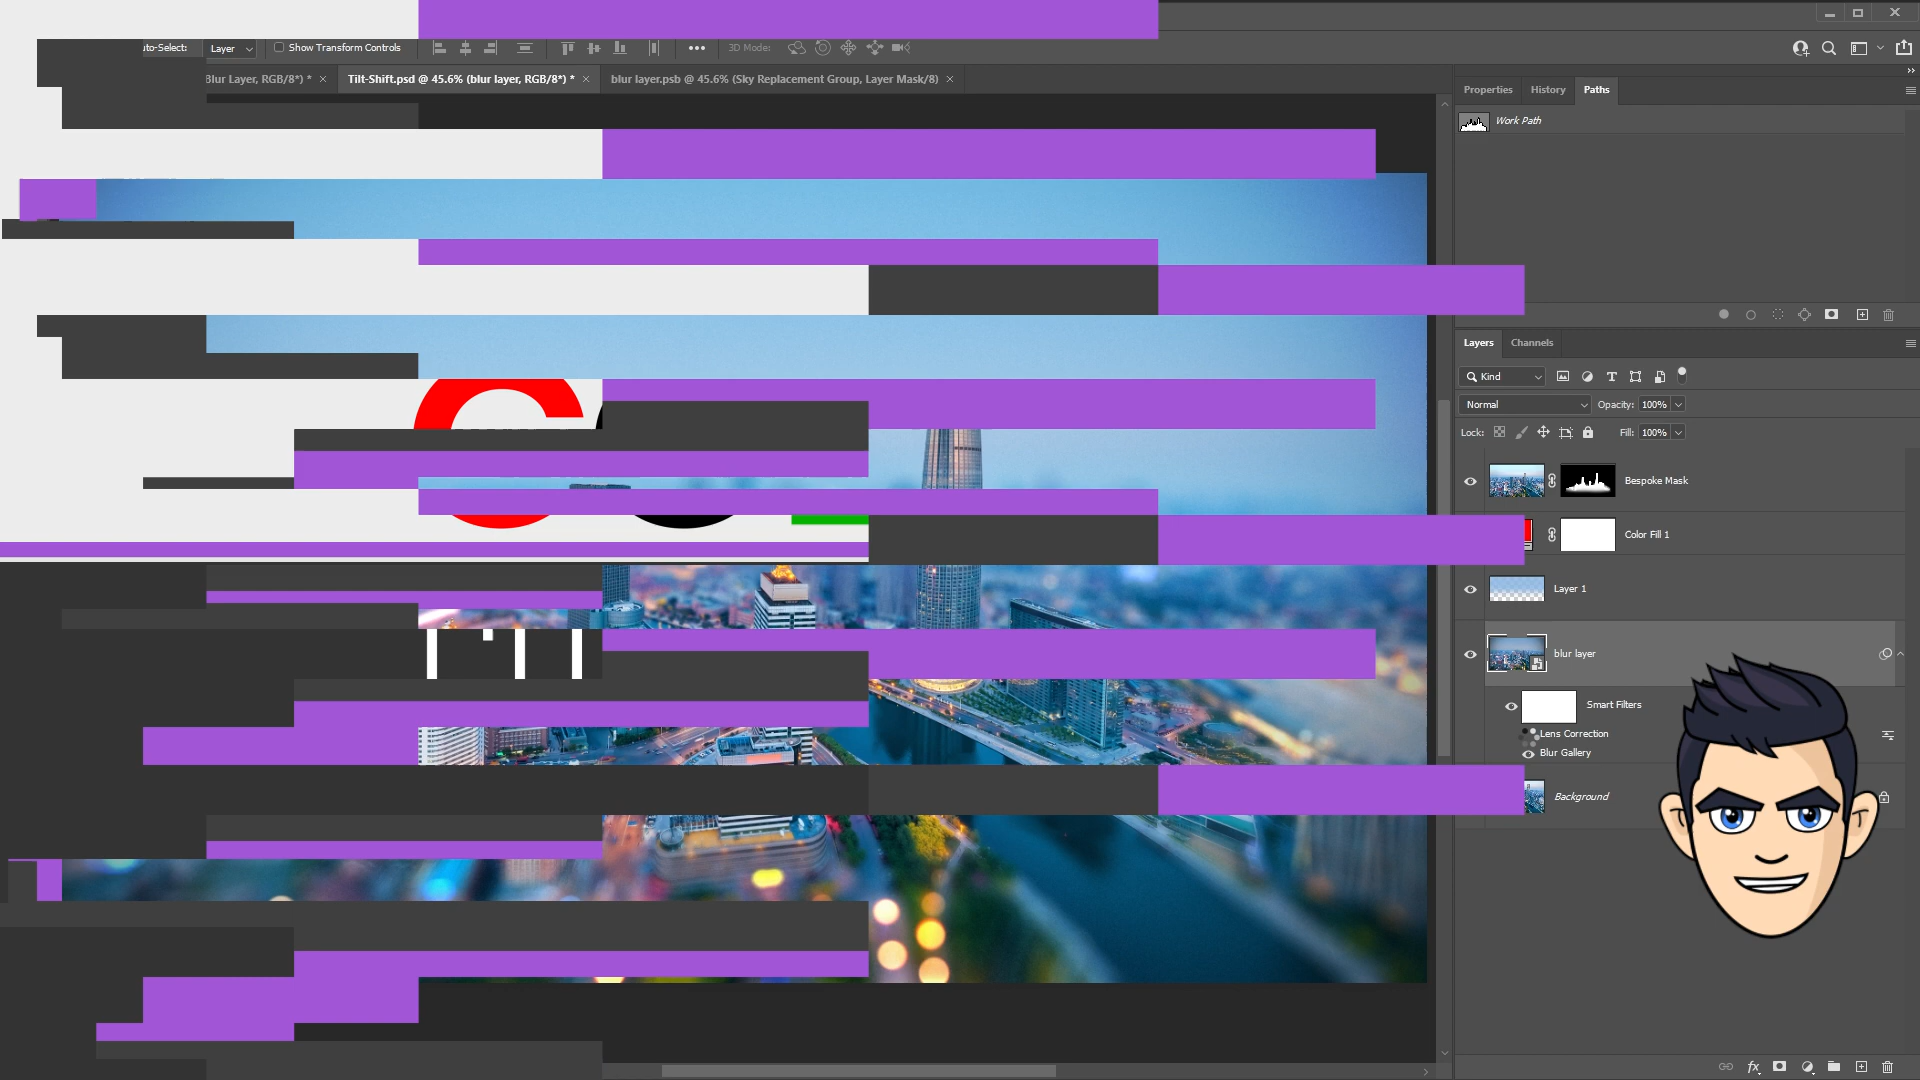 uto-Select:
Layer
Show Transform Controls
3D Mode:
Blur Layer, RGB/8*) *
Tilt-Shift.psd @ 45.6% (blur layer, RGB/8*) *
blur layer.psb @ 45.6% (Sky Replacement Group, Layer Mask/8)
Properties
History
Paths
Work Path
Layers
Channels
Kind
Normal
Opacity: 100%
Lock:
Fill: 100%
Bespoke Mask
Color Fill 1
Layer 1
blur layer
Smart Filters
Lens Correction
Blur Gallery
Background
fx